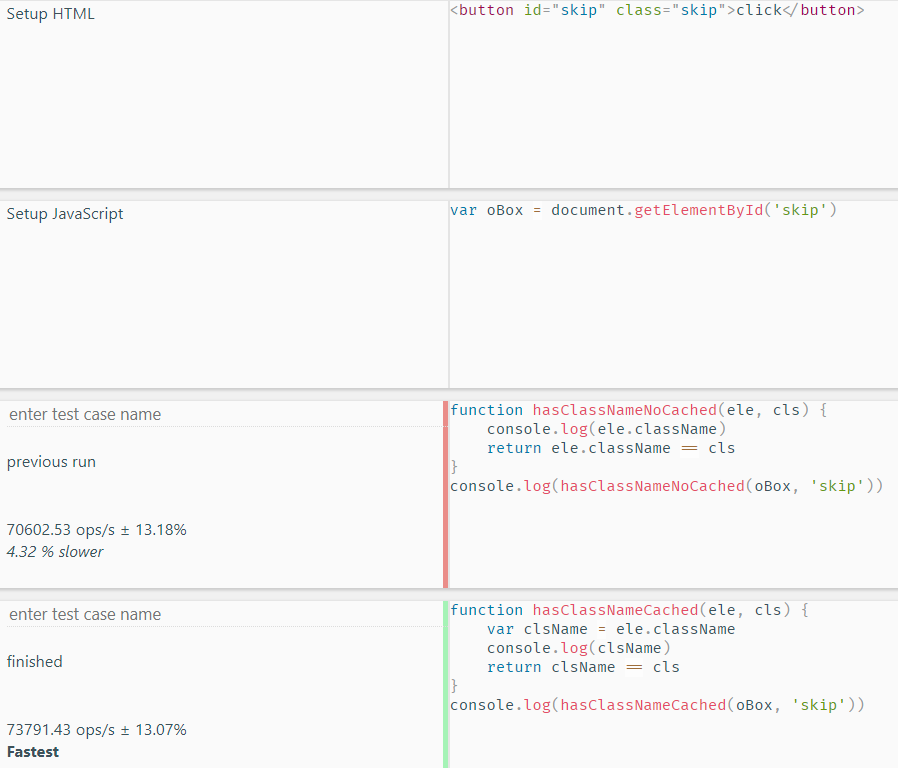 Setup HTML
<button id="skip" class="skip">click</button>
Setup JavaScript
var oBox = document.getElementById('skip')
enter test case name
previous run
70602.53 ops/s ± 13.18%
4.32 % slower
function hasClassNameNoCached(ele, cls) {
    console.log(ele.className)
    return ele.className == cls
}
console.log(hasClassNameNoCached(oBox, 'skip'))
enter test case name
finished
73791.43 ops/s ± 13.07%
Fastest
function hasClassNameCached(ele, cls) {
    var clsName = ele.className
    console.log(clsName)
    return clsName == cls
}
console.log(hasClassNameCached(oBox, 'skip'))